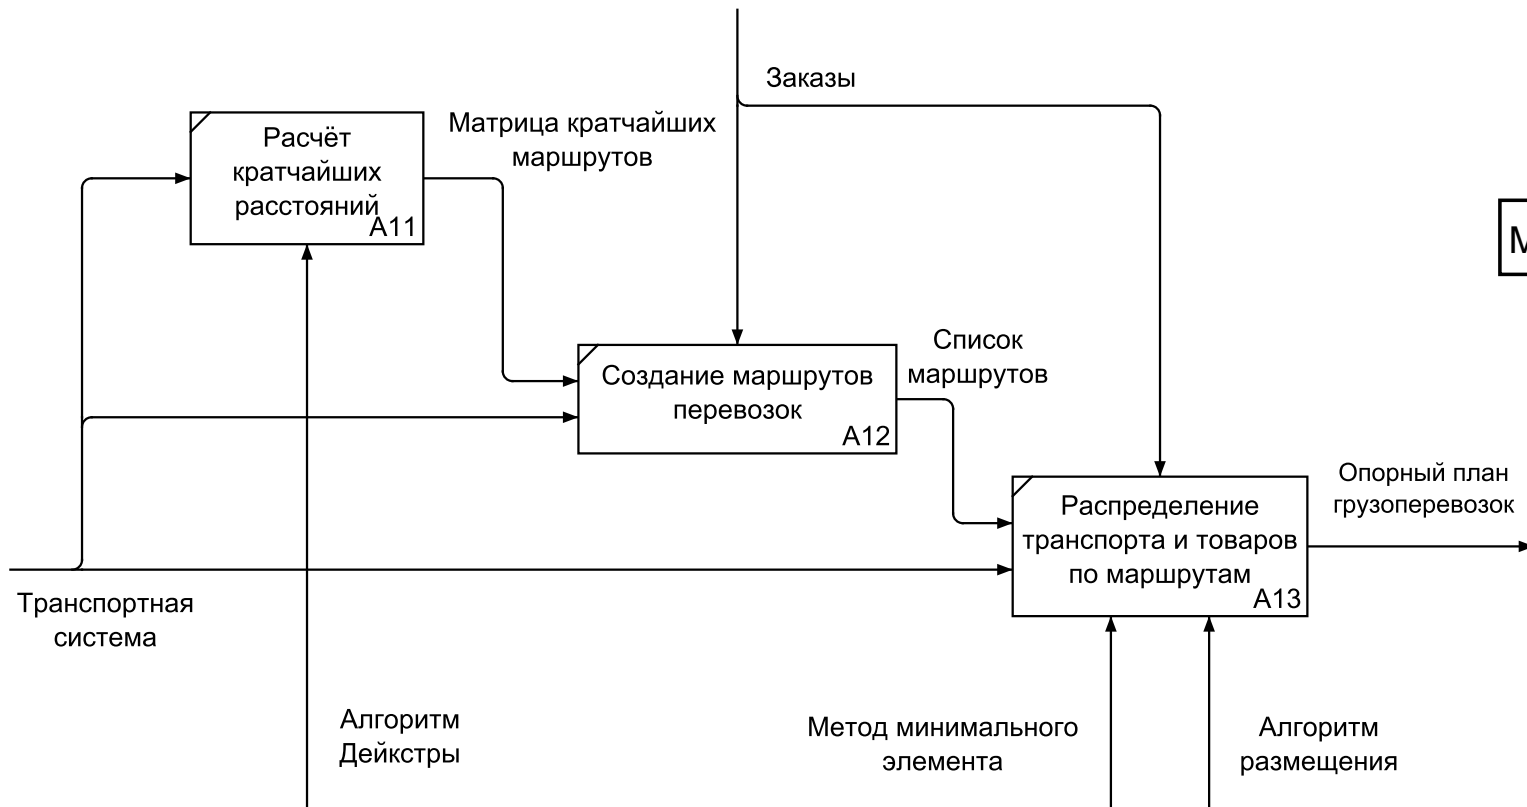 Заказы
Матрица кратчайших
маршрутов
Расчёт
кратчайших
расстояний
A11
М
Список
маршрутов
Создание маршрутов
перевозок
A12
Опорный план
грузоперевозок
Распределение
транспорта и товаров
по маршрутам
A13
Транспортная
система
Алгоритм
Дейкстры
Метод минимального
элемента
Алгоритм
размещения